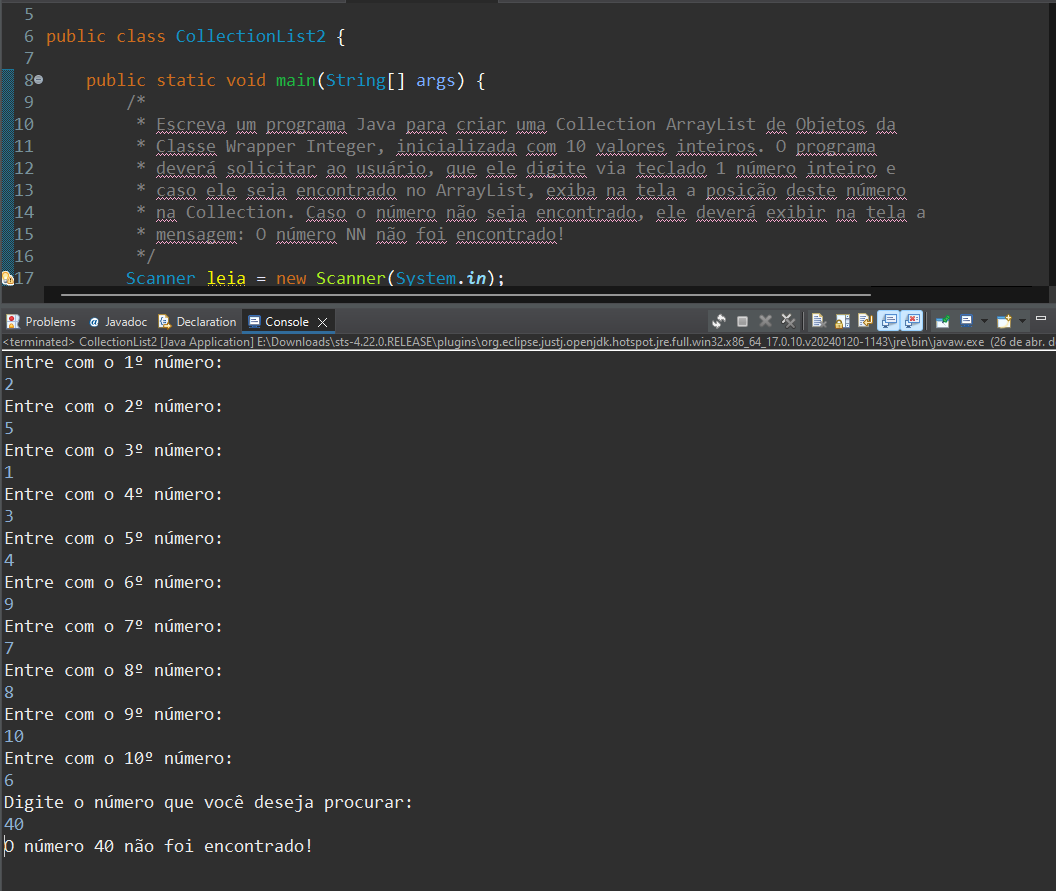 5
6 public class CollectionList2 {
7
8 public static void main(String[] args) {
9 /*
10 * Escreva um programa Java para criar uma Collection ArrayList de Objetos da
11 * Classe Wrapper Integer, inicializada com 10 valores inteiros. O programa
12 * deverá solicitar ao usuário, que ele digite via teclado 1 número inteiro e
13 * caso ele seja encontrado no ArrayList, exiba na tela a posição deste número
14 * na Collection. Caso o número não seja encontrado, ele deverá exibir na tela a
15 * mensagem: O número NN não foi encontrado!
16 */
17 Scanner leia = new Scanner(System.in);
Problems @ Javadoc Declaration Console
<terminated> CollectionList2 [Java Application] E:\Downloads\sts-4.22.0.RELEASE\plugins\org.eclipse.justj.openjdk.hotspot.jre.full.win32.x86_64_17.0.10.v20240120-1143\jre\bin\javaw.exe (26 de abr. d
Entre com o 1º número:
2
Entre com o 2º número:
5
Entre com o 3º número:
1
Entre com o 4º número:
3
Entre com o 5º número:
4
Entre com o 6º número:
9
Entre com o 7º número:
7
Entre com o 8º número:
8
Entre com o 9º número:
10
Entre com o 10º número:
6
Digite o número que você deseja procurar:
40
O número 40 não foi encontrado!